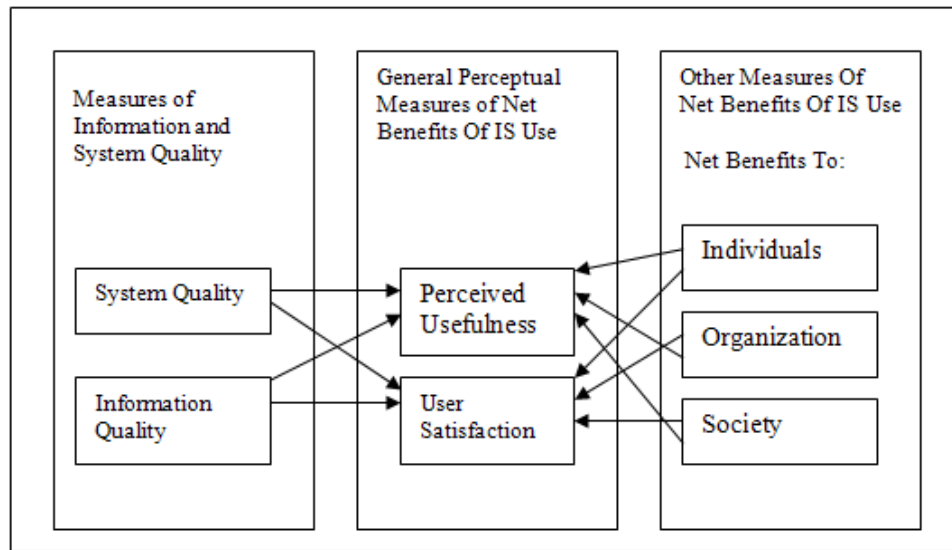 Measures of
Information and
System Quality
System Quality
Information
Quality
General Perceptual
Measures of Net
Benefits Of IS Use
Perceived
Usefulness
User
Satisfaction
Other Measures Of
Net Benefits Of IS Use
Net Benefits To:
Individuals
Organization
Society